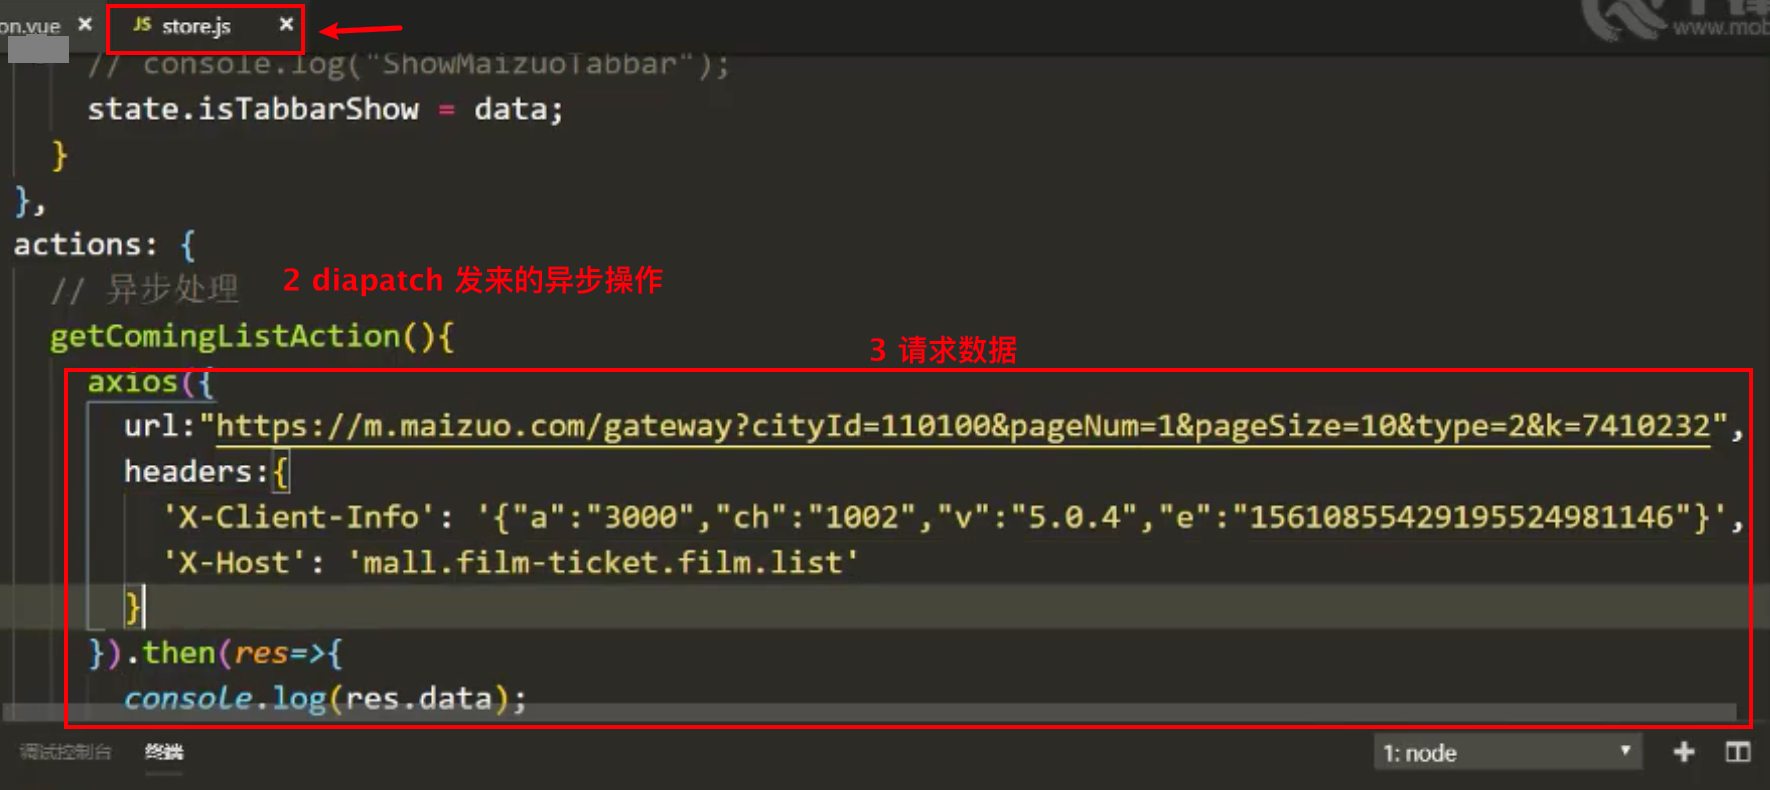 on.vue ×
JS store.js ×
www.mob
// console.log("ShowMaizuoTabbar");
state.isTabbarShow = data;
}
},
actions: {
// 异步处理
2 diapatch 发来的异步操作
getComingListAction(){
3 请求数据
axios({
url:"https://m.maizuo.com/gateway?cityId=110100&pageNum=1&pageSize=10&type=2&k=7410232",
headers:{
'X-Client-Info': '{"a":"3000","ch":"1002","v":"5.0.4","e":"15610855429195524981146"}',
'X-Host': 'mall.film-ticket.film.list'
}
}).then(res=>{
console.log(res.data);
调试控制台 终端
1: node